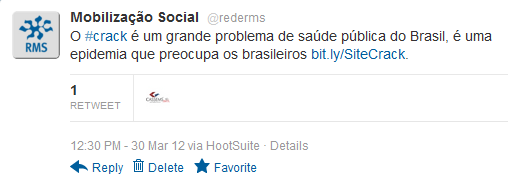 RMS
Mobilização Social @rederms
O #crack é um grande problema de saúde pública do Brasil, é uma
epidemia que preocupa os brasileiros bit.ly/SiteCrack.
1
RETWEET
12:30 PM - 30 Mar 12 via HootSuite · Details
Reply Delete Favorite